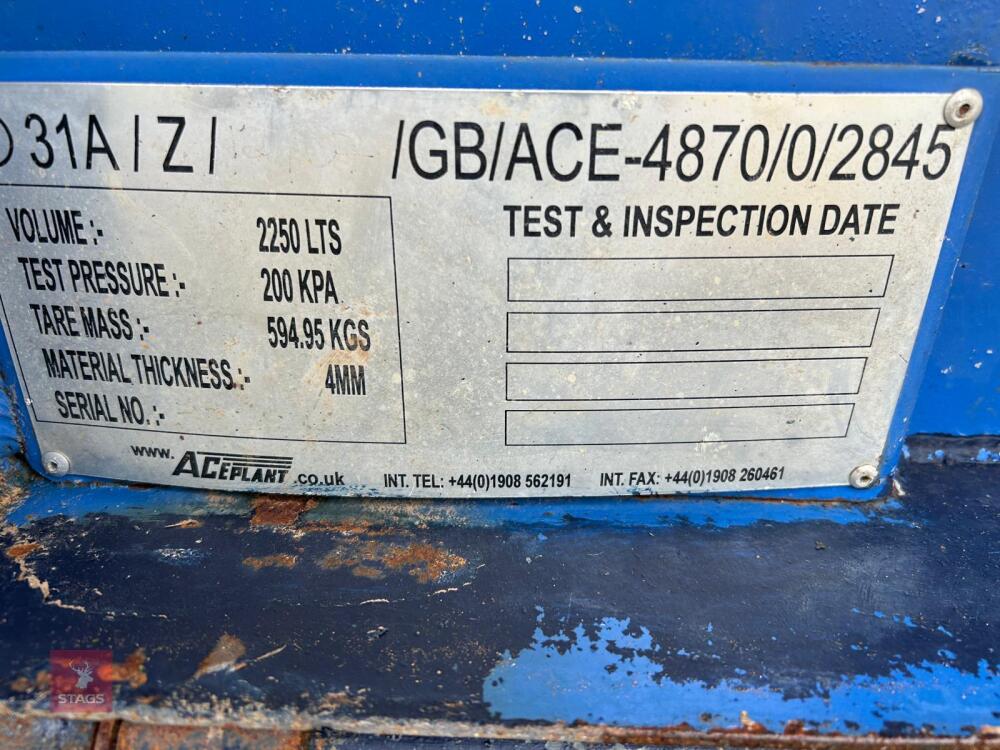 31A / Z / /GB/ACE-4870/0/2845
VOLUME :- 2250 LTS
TEST PRESSURE :- 200 KPA
TARE MASS :- 594.95 KGS
MATERIAL THICKNESS :- 4MM
SERIAL NO. :-
TEST & INSPECTION DATE
www. ACEPLANT .co.uk INT. TEL: +44(0)1908 562191 INT. FAX: +44(0)1908 260461
STAGS